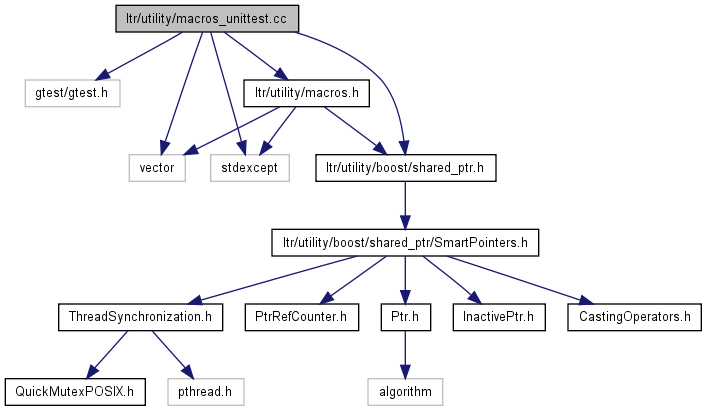 ltr/utility/macros_unittest.cc
gtest/gtest.h
ltr/utility/macros.h
vector
stdexcept
ltr/utility/boost/shared_ptr.h
ltr/utility/boost/shared_ptr/SmartPointers.h
ThreadSynchronization.h
PtrRefCounter.h
Ptr.h
InactivePtr.h
CastingOperators.h
QuickMutexPOSIX.h
pthread.h
algorithm